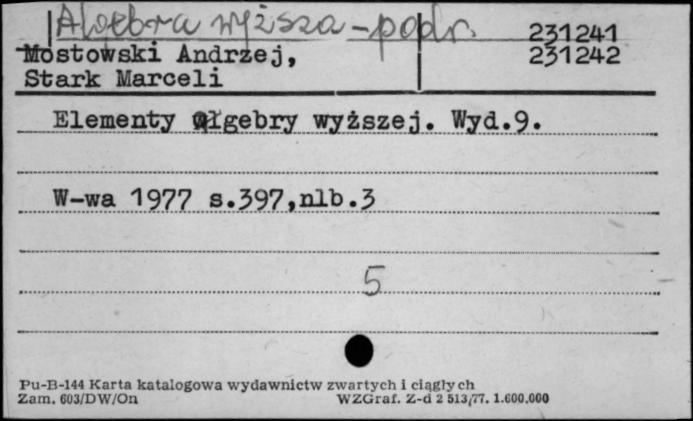 Algebra wyższa - podr. 231241
Mostowski Andrzej, 231242
Stark Marceli
Elementy algebry wyższej. Wyd.9.
W-wa 1977 s.397,nlb.3
5
Pu-B-144 Karta katalogowa wydawnictw zwartych i ciągłych
Zam. 603/DW/On WZGraf. Z-d 2 513/77. 1.600.000